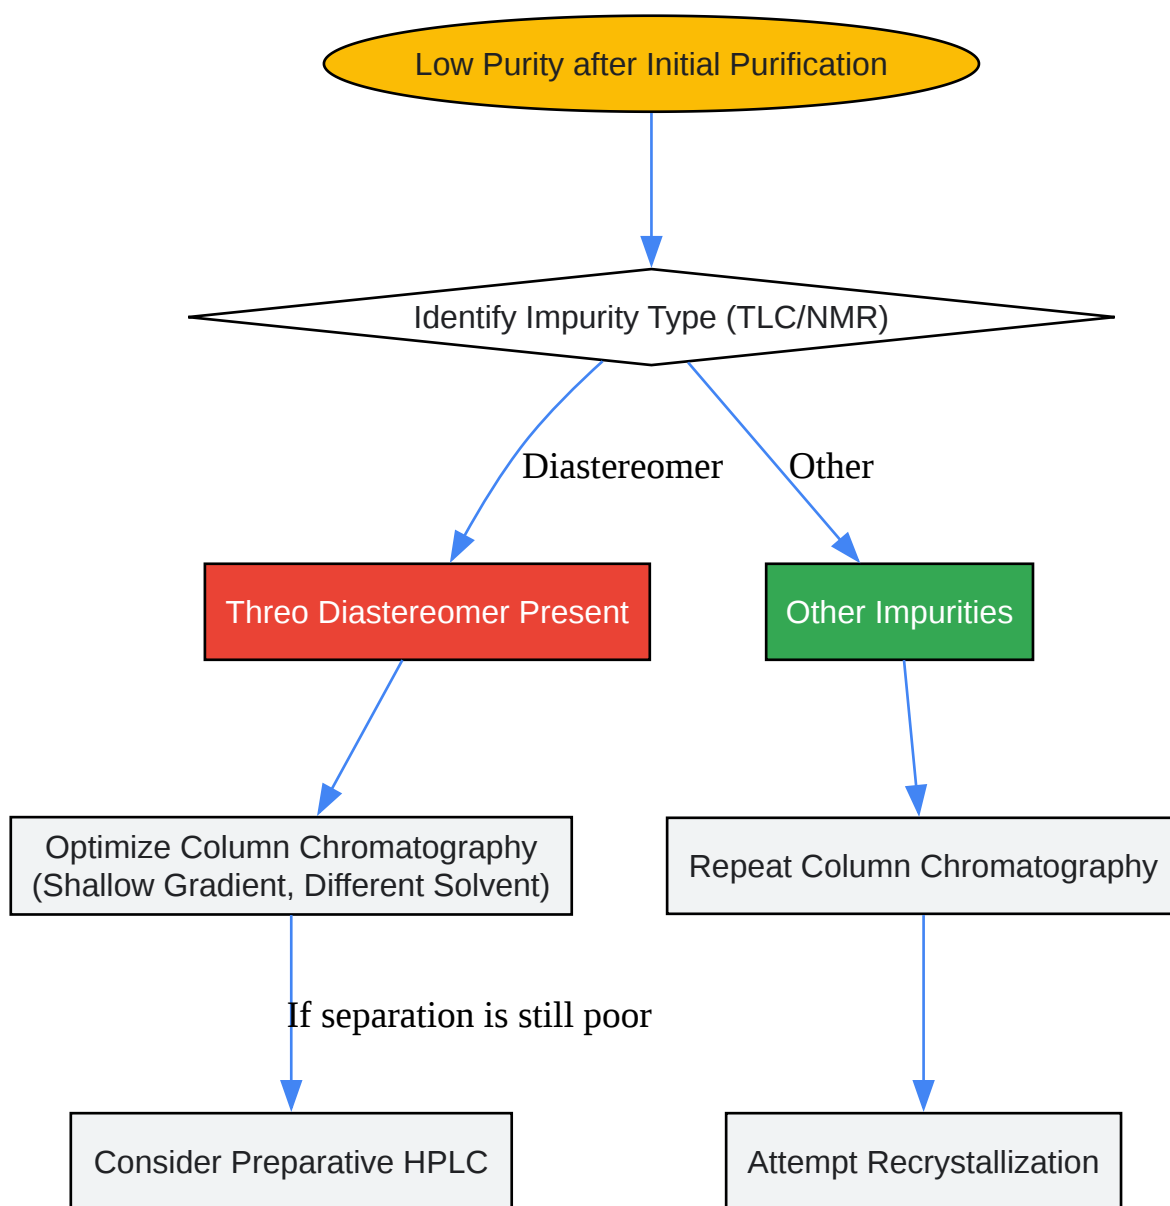 Low Purity after Initial Purification
Identify Impurity Type (TLC/NMR)
Diastereomer
Other
Threo Diastereomer Present
Other Impurities
Optimize Column Chromatography
(Shallow Gradient, Different Solvent)
Repeat Column Chromatography
If separation is still poor
Consider Preparative HPLC
Attempt Recrystallization